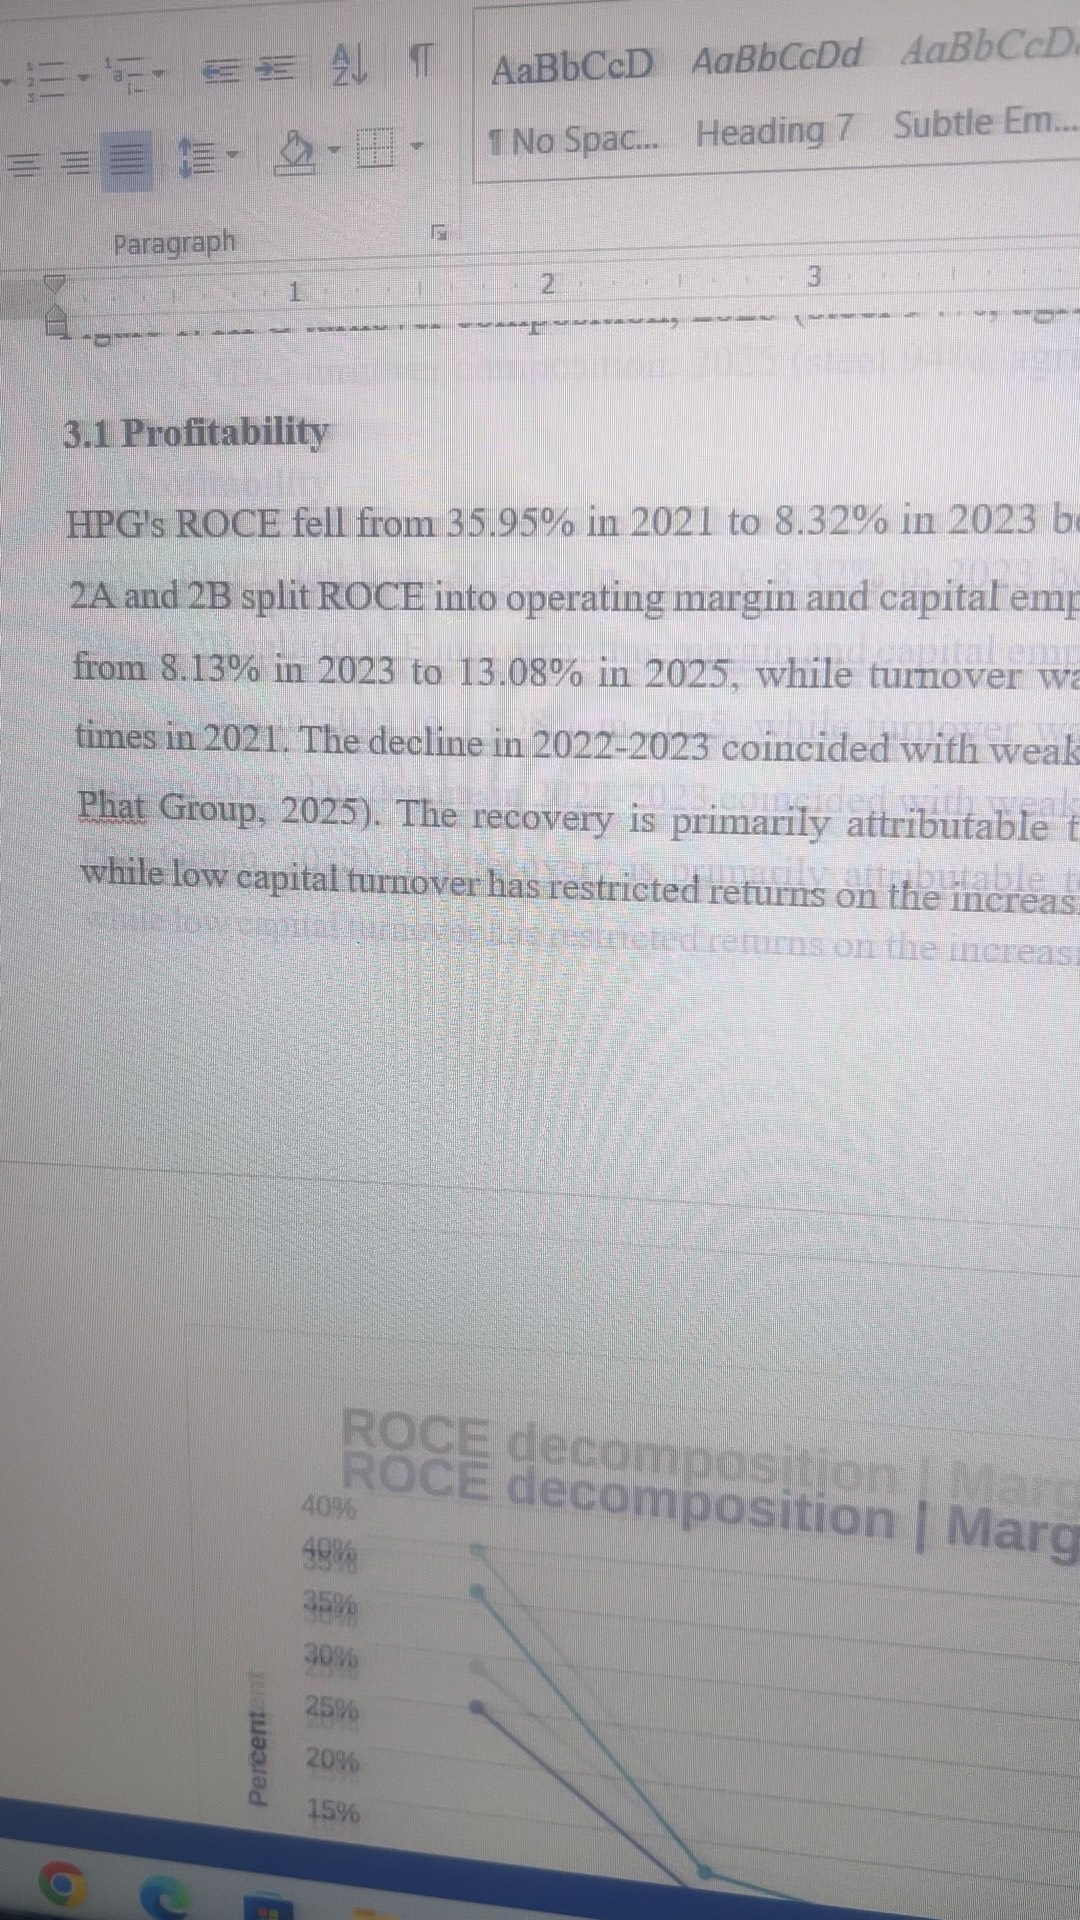 AaBbCcD AaBbCcDd AaBbCcD
¶ No Spac... Heading 7 Subtle Em...
Paragraph
1 2 3
3.1 Profitability
HPG's ROCE fell from 35.95% in 2021 to 8.32% in 2023 b
2A and 2B split ROCE into operating margin and capital emp
from 8.13% in 2023 to 13.08% in 2025, while turnover wa
times in 2021. The decline in 2022-2023 coincided with weak
Phat Group, 2025). The recovery is primarily attributable t
while low capital turnover has restricted returns on the increas
ROCE decomposition | Marg
40%
35%
30%
25%
20%
15%
Percent